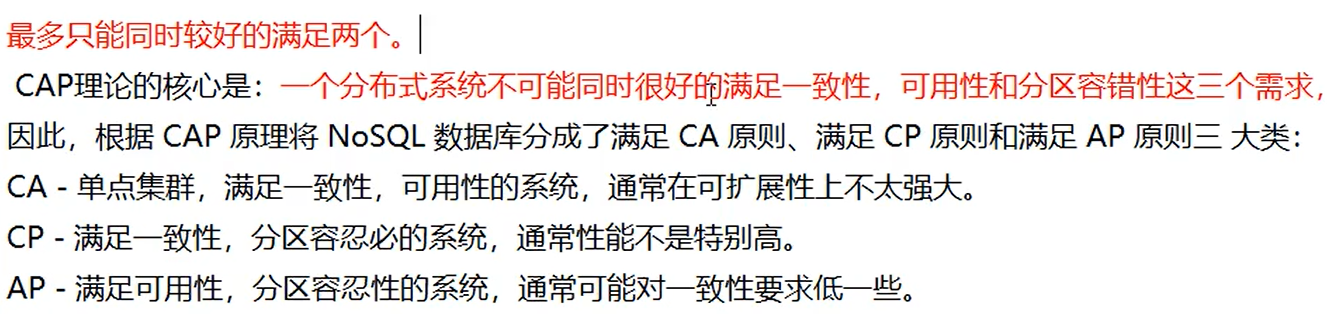 最多只能同时较好的满足两个。
CAP理论的核心是：一个分布式系统不可能同时很好的满足一致性，可用性和分区容错性这三个需求，
因此，根据 CAP 原理将 NoSQL 数据库分成了满足 CA 原则、满足 CP 原则和满足 AP 原则三 大类：
CA - 单点集群，满足一致性，可用性的系统，通常在可扩展性上不太强大。
CP - 满足一致性，分区容忍必的系统，通常性能不是特别高。
AP - 满足可用性，分区容忍性的系统，通常可能对一致性要求低一些。